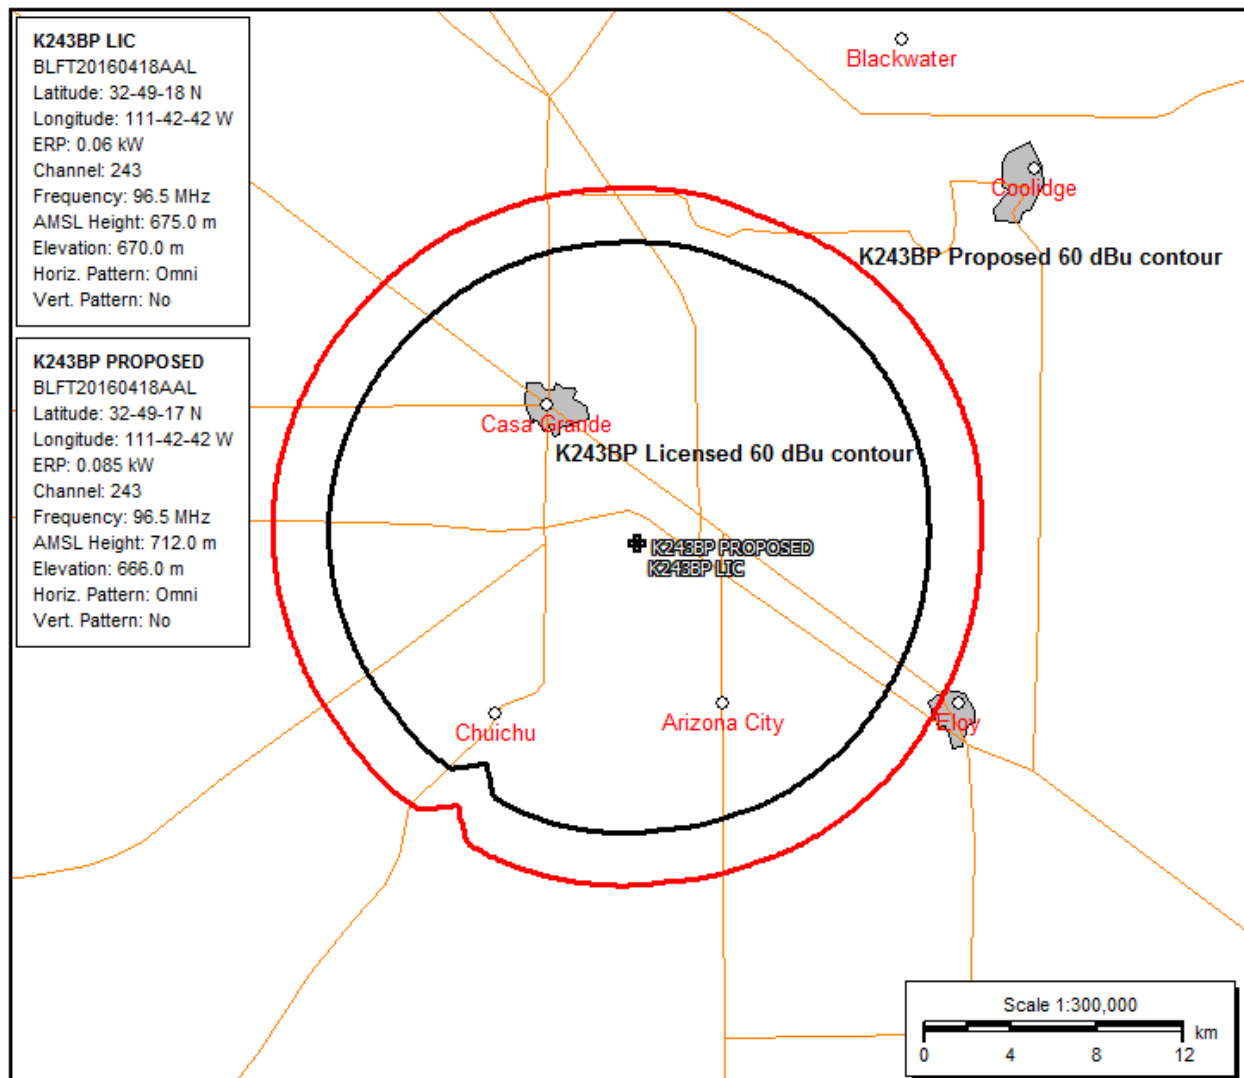 K243BP LIC
BLFT20160418AAL
Latitude: 32-49-18 N
Longitude: 111-42-42 W
ERP: 0.06 kW
Channel: 243
Frequency: 96.5 MHz
AMSL Height: 675.0 m
Elevation: 670.0 m
Horiz. Pattern: Omni
Vert. Pattern: No
K243BP PROPOSED
BLFT20160418AAL
Latitude: 32-49-17 N
Longitude: 111-42-42 W
ERP: 0.085 kW
Channel: 243
Frequency: 96.5 MHz
AMSL Height: 712.0 m
Elevation: 666.0 m
Horiz. Pattern: Omni
Vert. Pattern: No
Blackwater
Coolidge
K243BP Proposed 60 dBu contour
Casa Grande
K243BP Licensed 60 dBu contour
K243BP PROPOSED
K243BP LIC
Chuichu
Arizona City
Eloy
Scale 1:300,000
km
0 4 8 12